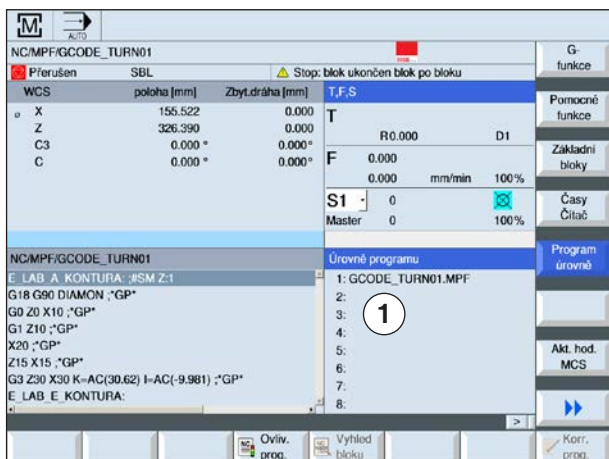 M
AUTO
NC/MPF/GCODE_TURN01
Přerušen SBL Stop: blok ukončen blok po bloku
WCS poloha [mm] Zbyt.dráha [mm]
X 155.522 0.000
Z 326.390 0.000
C3 0.000 ° 0.000°
C 0.000 ° 0.000°
T,F,S
T
R0.000 D1
F 0.000
0.000 mm/min 100%
S1 0
Master 0 100%
NC/MPF/GCODE_TURN01
E_LAB_A_KONTURA: ;#SM Z:1
G18 G90 DIAMON ;*GP*
G0 Z0 X10 ;*GP*
G1 Z10 ;*GP*
X20 ;*GP*
Z15 X15 ;*GP*
G3 Z30 X30 K=AC(30.62) I=AC(-9.981) ;*GP*
E_LAB_E_KONTURA:
Úrovně programu
1: GCODE_TURN01.MPF
2:
3:
4:
5:
6:
7:
8:
1
>
G-
funkce
Pomocné
funkce
Základní
bloky
Časy
Čítač
Program
úrovně
Akt. hod.
MCS
NC Ovliv.
prog.
NC Vyhled
bloku
Korr.
prog.